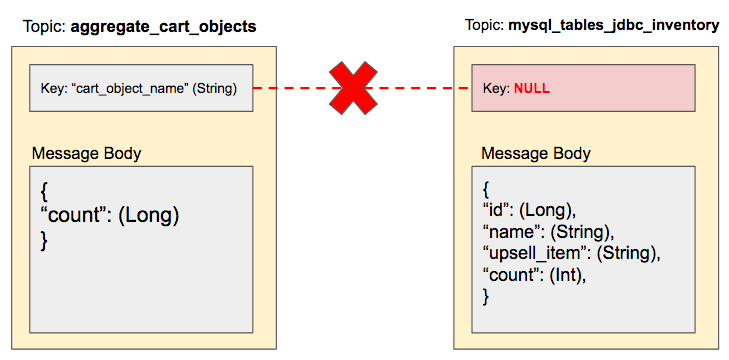 Topic: aggregate_cart_objects
Key: “cart_object_name” (String)
Message Body
{
“count”: (Long)
}
Topic: mysql_tables_jdbc_inventory
Key: NULL
Message Body
{
“id”: (Long),
“name”: (String),
“upsell_item”: (String),
“count”: (Int),
}